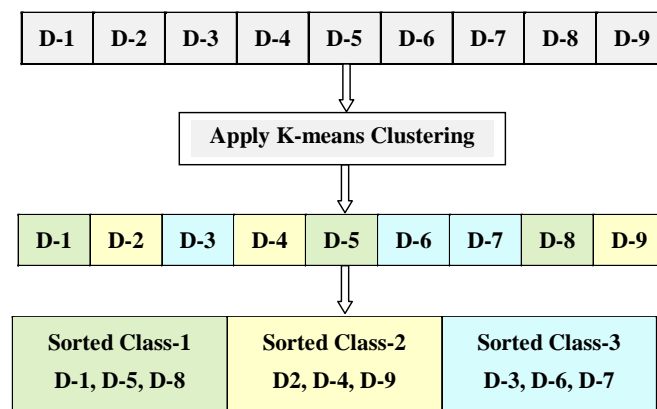 D-1 D-2 D-3 D-4 D-5 D-6 D-7 D-8 D-9
Apply K-means Clustering
D-1 D-2 D-3 D-4 D-5 D-6 D-7 D-8 D-9
Sorted Class-1 Sorted Class-2 Sorted Class-3
D-1, D-5, D-8 D2, D-4, D-9 D-3, D-6, D-7